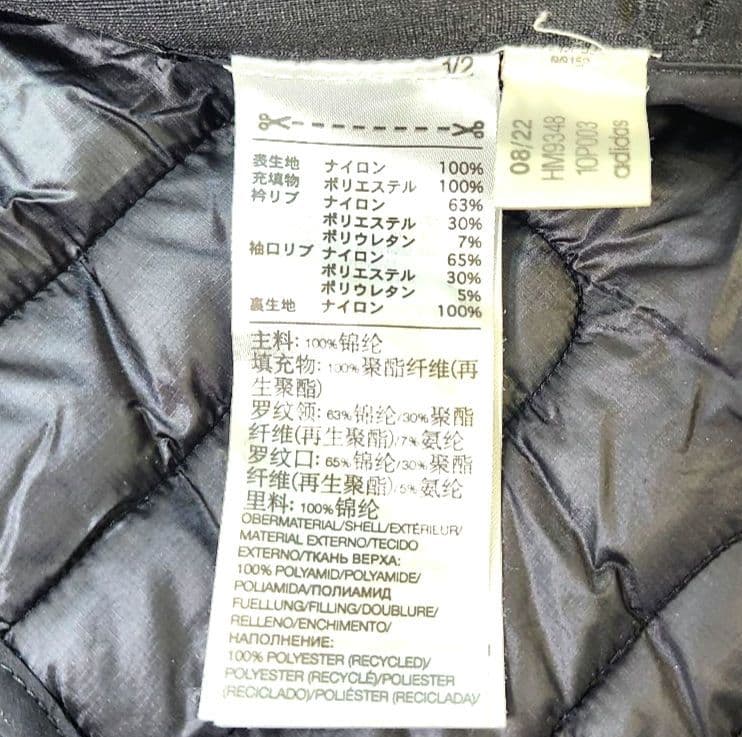 1/2
表生地 ナイロン 100%
充填物 ポリエステル 100%
衿リブ ナイロン 63%
ポリエステル 30%
ポリウレタン 7%
袖口リブ ナイロン 65%
ポリエステル 30%
ポリウレタン 5%
裏生地 ナイロン 100%
主料: 100%锦纶
填充物: 100%聚酯纤维(再
生聚酯)
罗纹领: 63%锦纶/30%聚酯
纤维(再生聚酯)/7%氨纶
罗纹口: 65%锦纶/30%聚酯
纤维(再生聚酯)/5%氨纶
里料: 100%锦纶
OBERMATERIAL/SHELL/EXTÉRIEUR/
MATERIAL EXTERNO/TECIDO
EXTERNO/ТКАНЬ ВЕРХА:
100% POLYAMID/POLYAMIDE/
POLIAMIDA/ПОЛИАМИД
FUELLUNG/FILLING/DOUBLURE/
RELLENO/ENCHIMENTO/
НАПОЛНЕНИЕ:
100% POLYESTER (RECYCLED)/
POLYESTER (RECYCLÉ)/POLIESTER
(RECICLADO)/POLIÉSTER (RECICLADA)/
08/22
HM9348
10P003
adidas